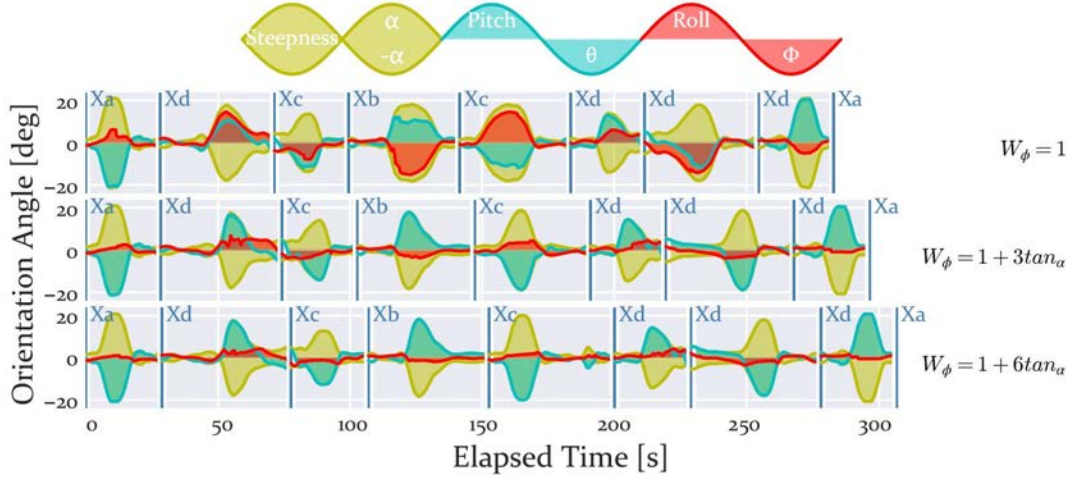 Steepness α Pitch Roll
-α θ Φ
20 Xa Xd Xc Xb Xc Xd Xd Xd Xa
0 W_ϕ = 1
−20
20 Xa Xd Xc Xb Xc Xd Xd Xd Xa
0 W_ϕ = 1 + 3tan_α
−20
20 Xa Xd Xc Xb Xc Xd Xd Xd Xa
0 W_ϕ = 1 + 6tan_α
−20
Orientation Angle [deg]
0 50 100 150 200 250 300
Elapsed Time [s]